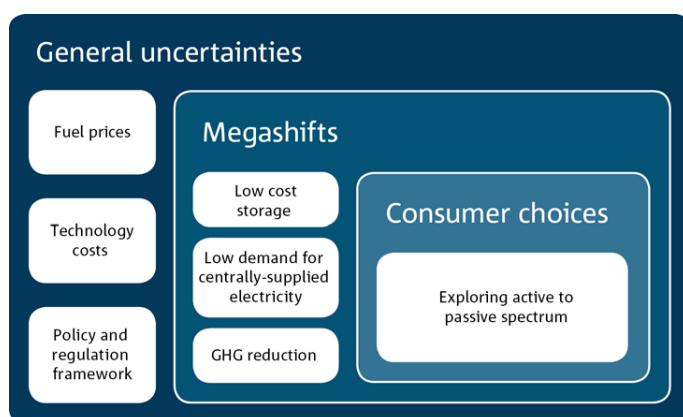 General uncertainties
Fuel prices
Technology
costs
Policy and
regulation
framework
Megashifts
Low cost
storage
Low demand for
centrally-supplied
electricity
GHG reduction
Consumer choices
Exploring active to
passive spectrum